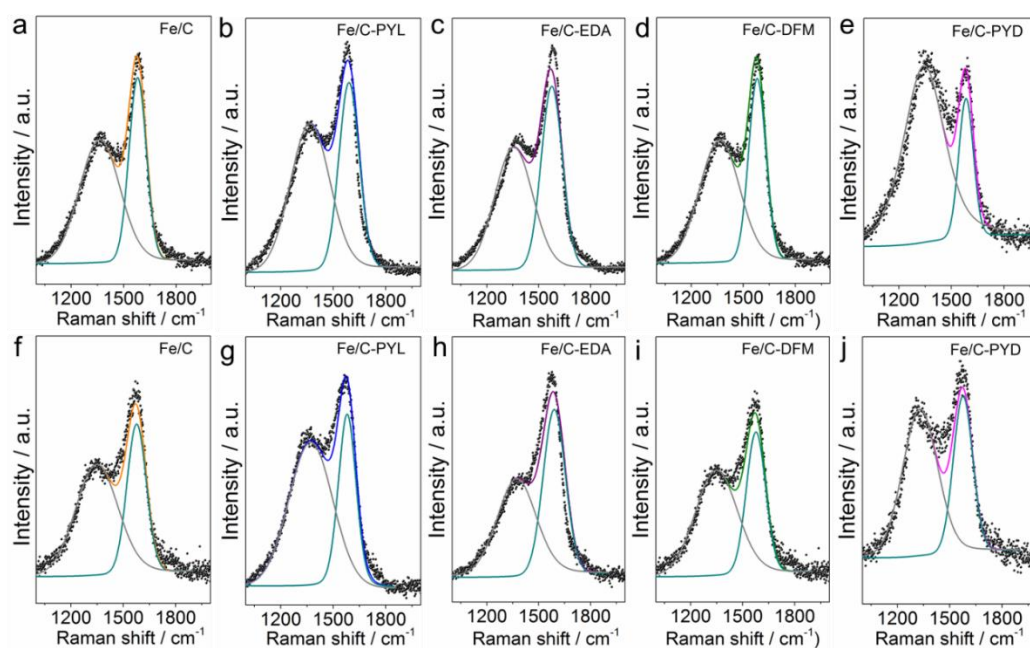 a Fe/C
Intensity / a.u.
1200 1500 1800
Raman shift / cm-1
b Fe/C-PYL
Intensity / a.u.
1200 1500 1800
Raman shift / cm-1
c Fe/C-EDA
Intensity / a.u.
1200 1500 1800
Raman shift / cm-1
d Fe/C-DFM
Intensity / a.u.
1200 1500 1800
Raman shift / cm-1)
e Fe/C-PYD
Intensity / a.u.
1200 1500 1800
Raman shift / cm-1
f Fe/C
Intensity / a.u.
1200 1500 1800
Raman shift / cm-1
g Fe/C-PYL
Intensity / a.u.
1200 1500 1800
Raman shift / cm-1
h Fe/C-EDA
Intensity / a.u.
1200 1500 1800
Raman shift / cm-1
i Fe/C-DFM
Intensity / a.u.
1200 1500 1800
Raman shift / cm-1)
j Fe/C-PYD
Intensity / a.u.
1200 1500 1800
Raman shift / cm-1